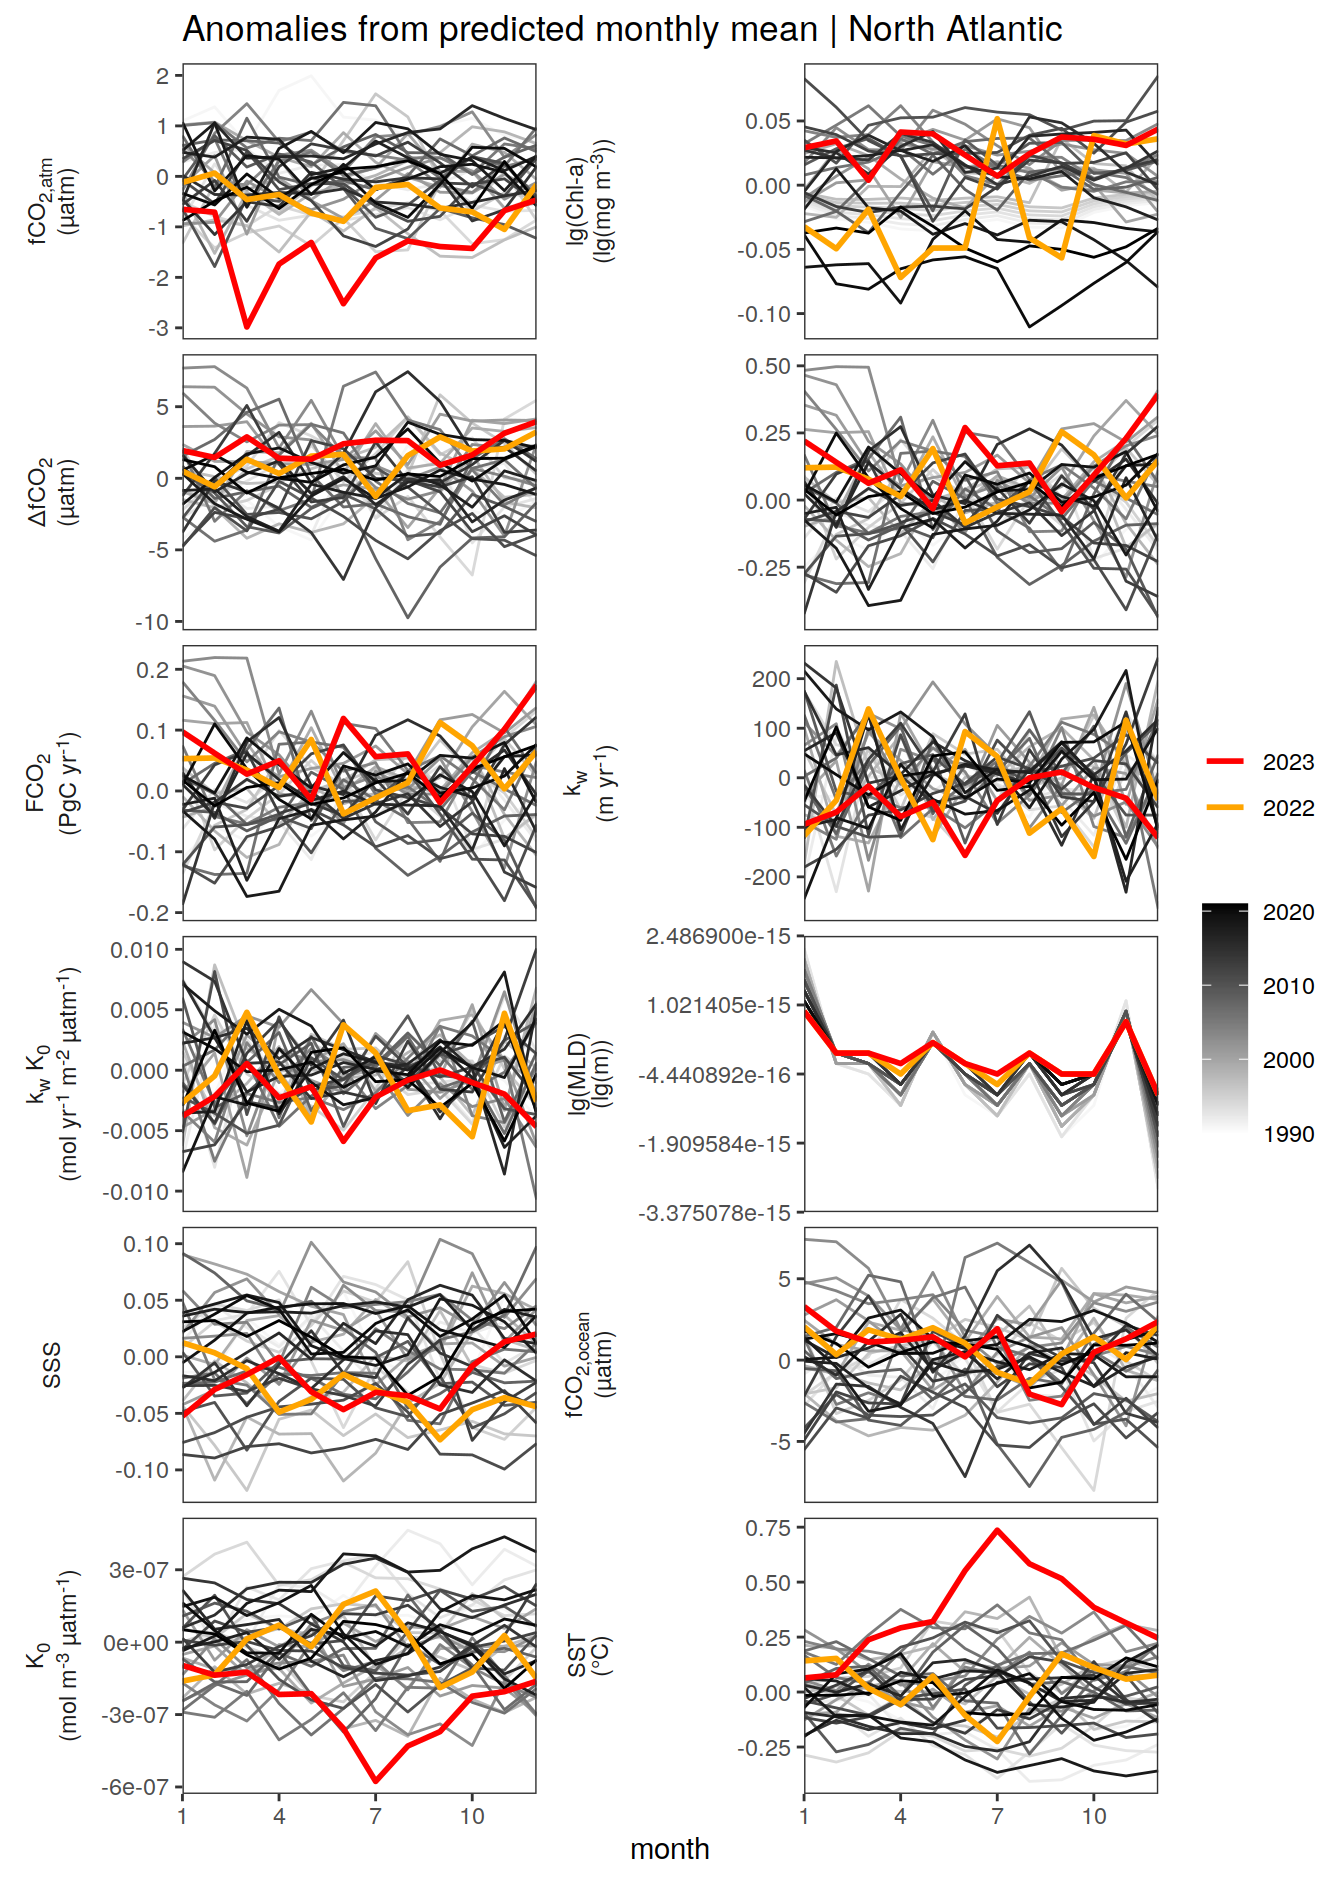 Anomalies from predicted monthly mean | North Atlantic
fCO2,atm
(µatm)
2
1
0
-1
-2
-3
lg(Chl-a)
(lg(mg m-3))
0.05
0.00
-0.05
-0.10
ΔfCO2
(µatm)
5
0
-5
-10
0.50
0.25
0.00
-0.25
FCO2
(PgC yr-1)
0.2
0.1
0.0
-0.1
-0.2
kw
(m yr-1)
200
100
0
-100
-200
kw K0
(mol yr-1 m-2 µatm-1)
0.010
0.005
0.000
-0.005
-0.010
lg(MLD)
(lg(m))
2.486900e-15
1.021405e-15
-4.440892e-16
-1.909584e-15
-3.375078e-15
SSS
0.10
0.05
0.00
-0.05
-0.10
fCO2,ocean
(µatm)
5
0
-5
K0
(mol m-3 µatm-1)
3e-07
0e+00
-3e-07
-6e-07
SST
(°C)
0.75
0.50
0.25
0.00
-0.25
1 4 7 10
1 4 7 10
month
2023
2022
2020
2010
2000
1990